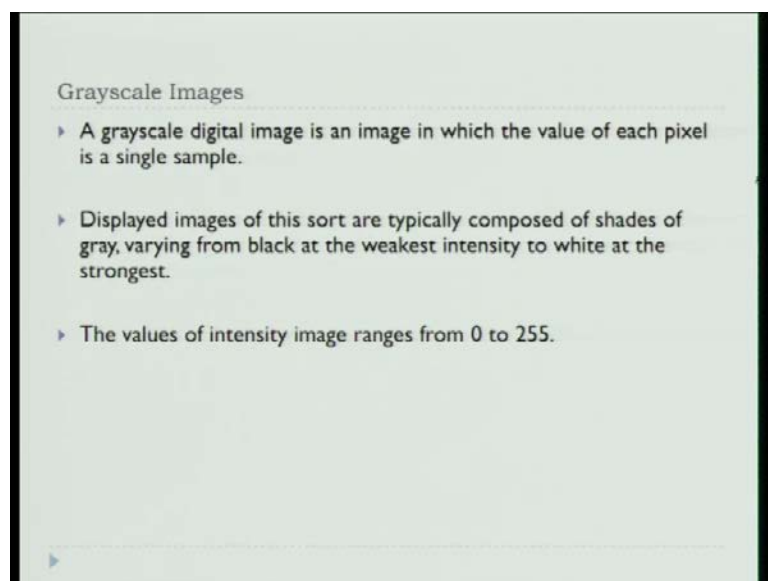 Grayscale Images
A grayscale digital image is an image in which the value of each pixel
is a single sample.
Displayed images of this sort are typically composed of shades of
gray, varying from black at the weakest intensity to white at the
strongest.
The values of intensity image ranges from 0 to 255.